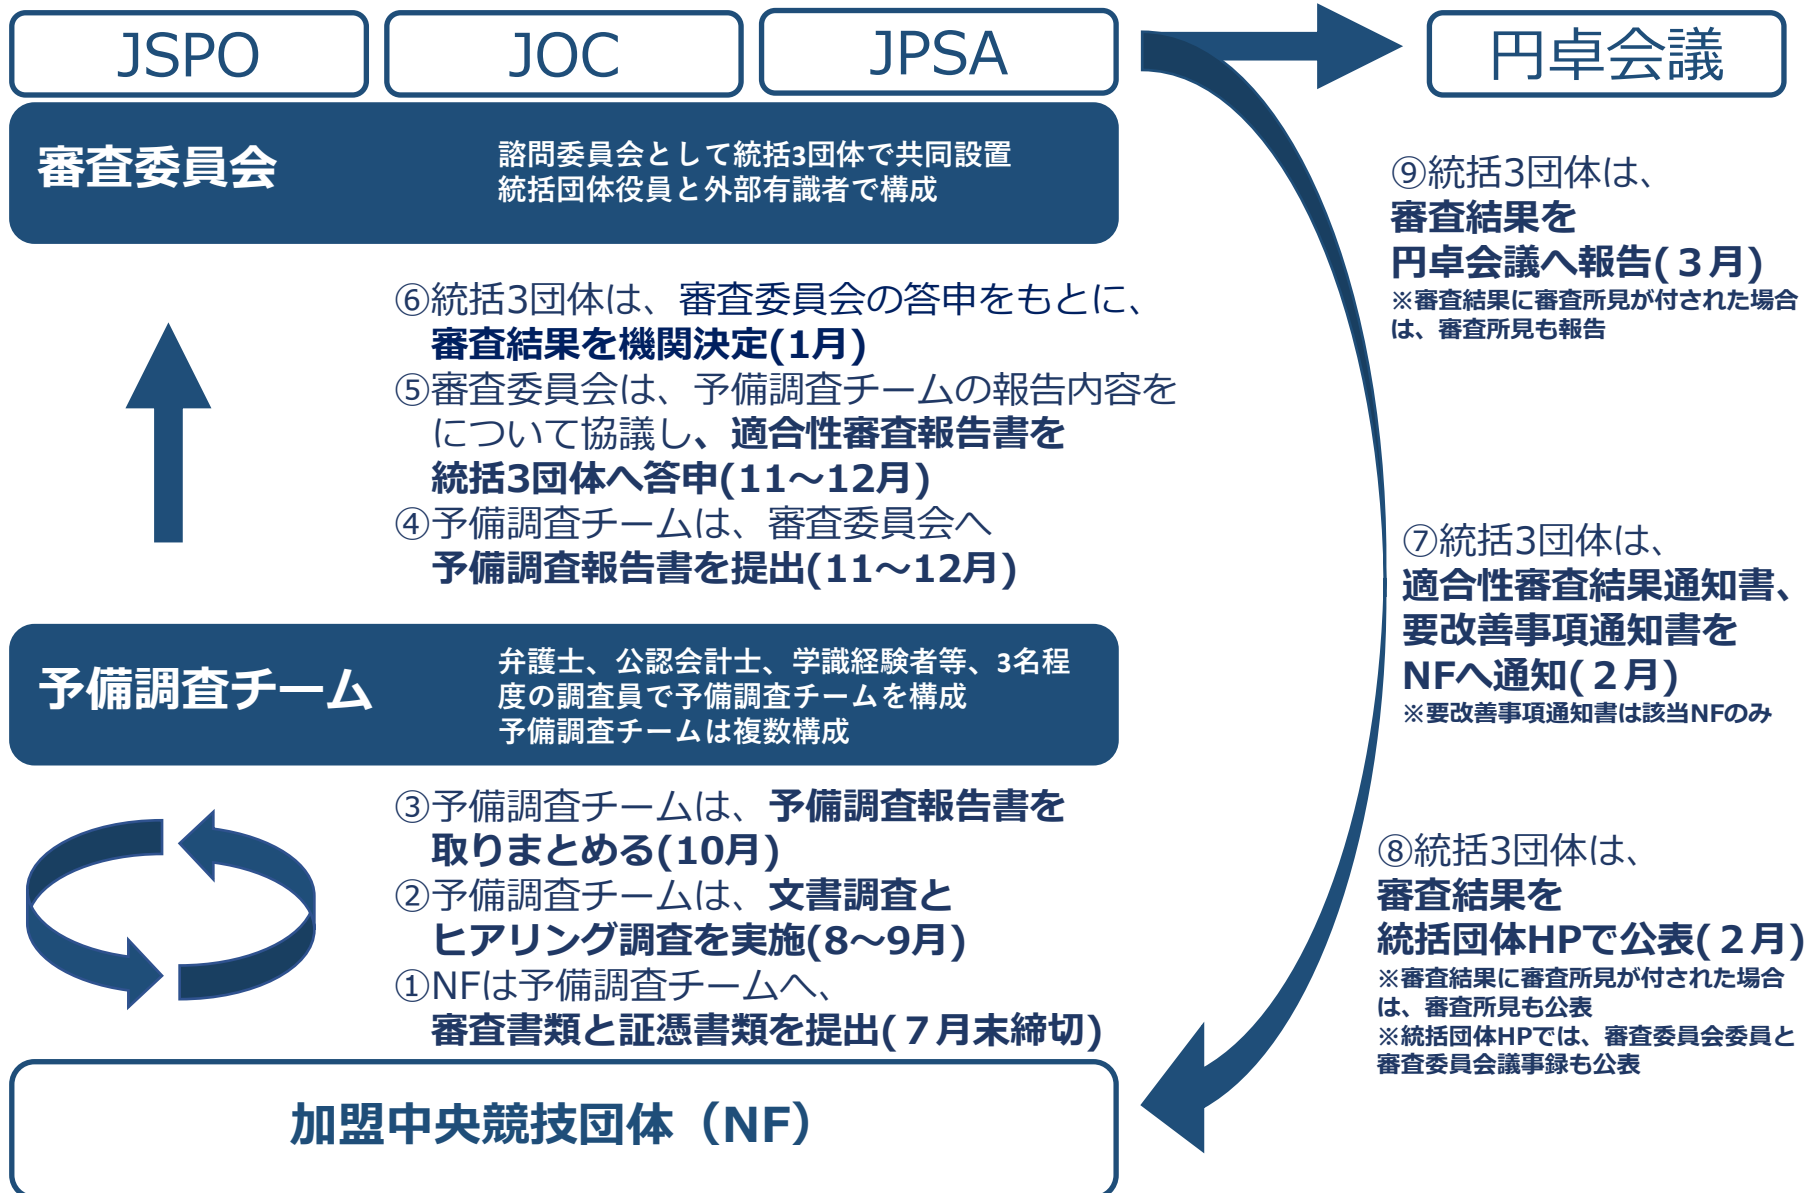 JSPO
JOC
JPSA
円卓会議
審査委員会
諮問委員会として統括3団体で共同設置
統括団体役員と外部有識者で構成
⑥統括3団体は、審査委員会の答申をもとに、
審査結果を機関決定(1月)
⑤審査委員会は、予備調査チームの報告内容を
について協議し、適合性審査報告書を
統括3団体へ答申(11～12月)
④予備調査チームは、審査委員会へ
予備調査報告書を提出(11～12月)
予備調査チーム
弁護士、公認会計士、学識経験者等、3名程
度の調査員で予備調査チームを構成
予備調査チームは複数構成
③予備調査チームは、予備調査報告書を
取りまとめる(10月)
②予備調査チームは、文書調査と
ヒアリング調査を実施(8～9月)
①NFは予備調査チームへ、
審査書類と証憑書類を提出(７月末締切)
加盟中央競技団体（NF）
⑨統括3団体は、
審査結果を
円卓会議へ報告(３月)
※審査結果に審査所見が付された場合
は、審査所見も報告
⑦統括3団体は、
適合性審査結果通知書、
要改善事項通知書を
NFへ通知(２月)
※要改善事項通知書は該当NFのみ
⑧統括3団体は、
審査結果を
統括団体HPで公表(２月)
※審査結果に審査所見が付された場合
は、審査所見も公表
※統括団体HPでは、審査委員会委員と
審査委員会議事録も公表